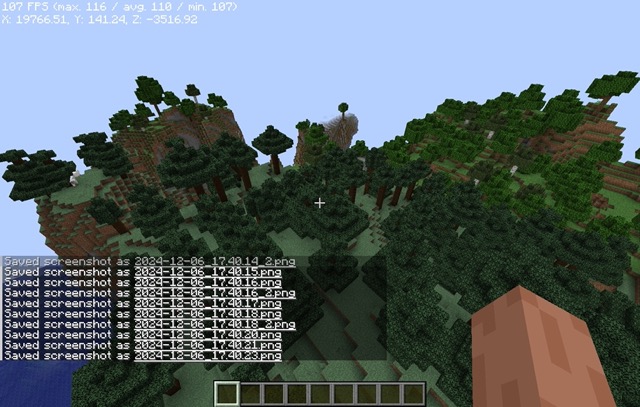 107 FPS (max. 116 / avg. 110 / min. 107)
X: 19766.51, Y: 141.24, Z: -3516.92
Saved screenshot as 2024-12-06_17.40.14_2.png
Saved screenshot as 2024-12-06_17.40.15.png
Saved screenshot as 2024-12-06_17.40.16.png
Saved screenshot as 2024-12-06_17.40.16_2.png
Saved screenshot as 2024-12-06_17.40.17.png
Saved screenshot as 2024-12-06_17.40.18.png
Saved screenshot as 2024-12-06_17.40.18_2.png
Saved screenshot as 2024-12-06_17.40.20.png
Saved screenshot as 2024-12-06_17.40.21.png
Saved screenshot as 2024-12-06_17.40.23.png